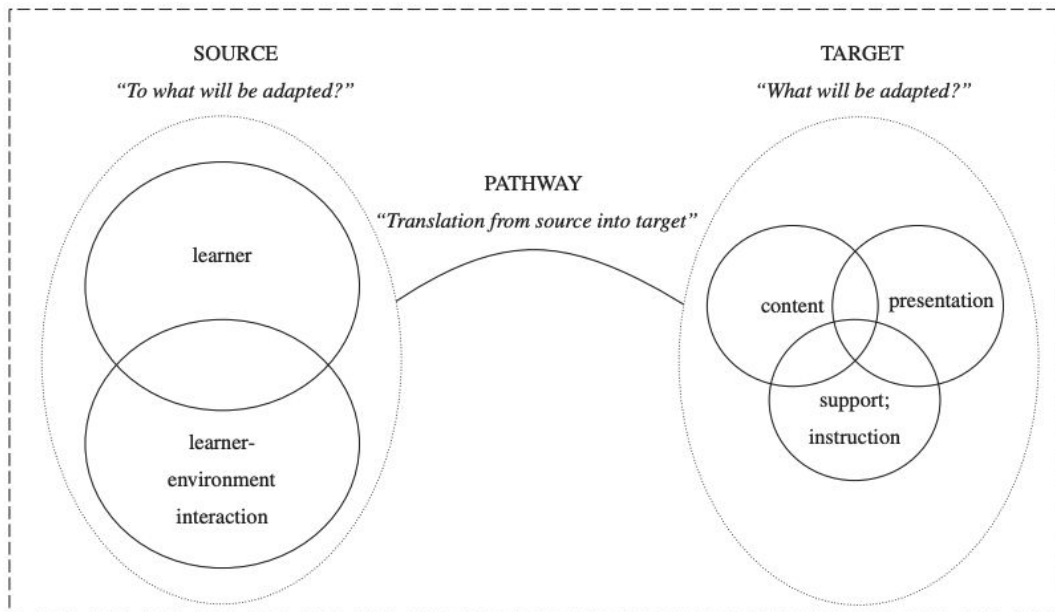 SOURCE
“To what will be adapted?”
learner
learner-
environment
interaction
PATHWAY
“Translation from source into target”
TARGET
“What will be adapted?”
content
presentation
support;
instruction